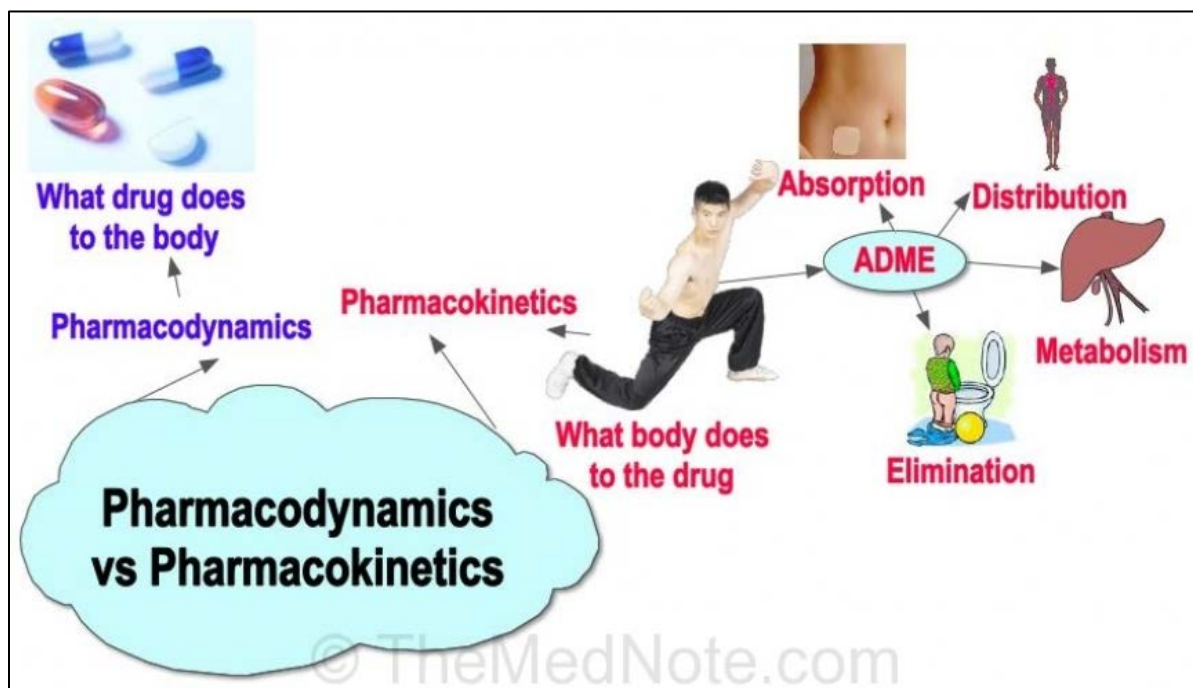 What drug does
to the body
Pharmacodynamics
Pharmacokinetics
Pharmacodynamics
vs Pharmacokinetics
What body does
to the drug
ADME
Absorption
Distribution
Metabolism
Elimination
© TheMedNote.com